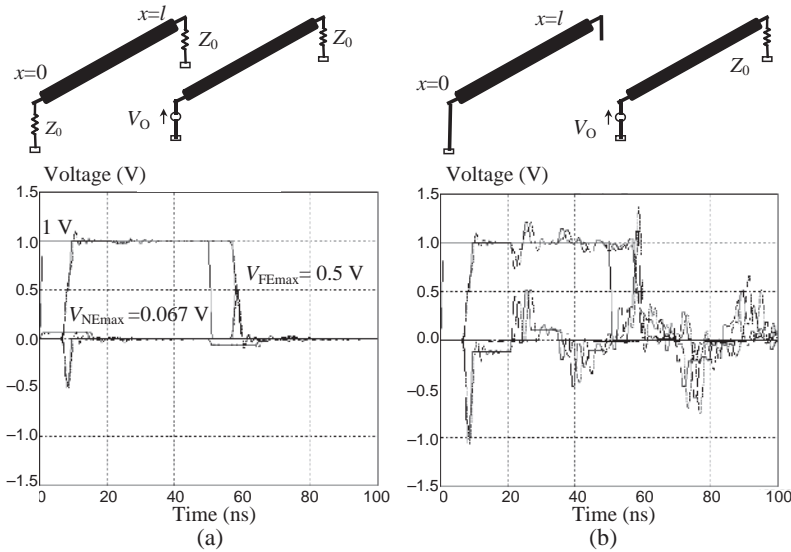 x=l
Z0
x=0
Z0
VO
Z0
Voltage (V)
1.5
1.0
0.5
0.0
−0.5
−1.0
−1.5
1 V
VFEmax= 0.5 V
VNEmax=0.067 V
0 20 40 60 80 100
Time (ns)
(a)
x=l
x=0
VO
Z0
Voltage (V)
1.5
1.0
0.5
0.0
−0.5
−1.0
−1.5
0 20 40 60 80 100
Time (ns)
(b)